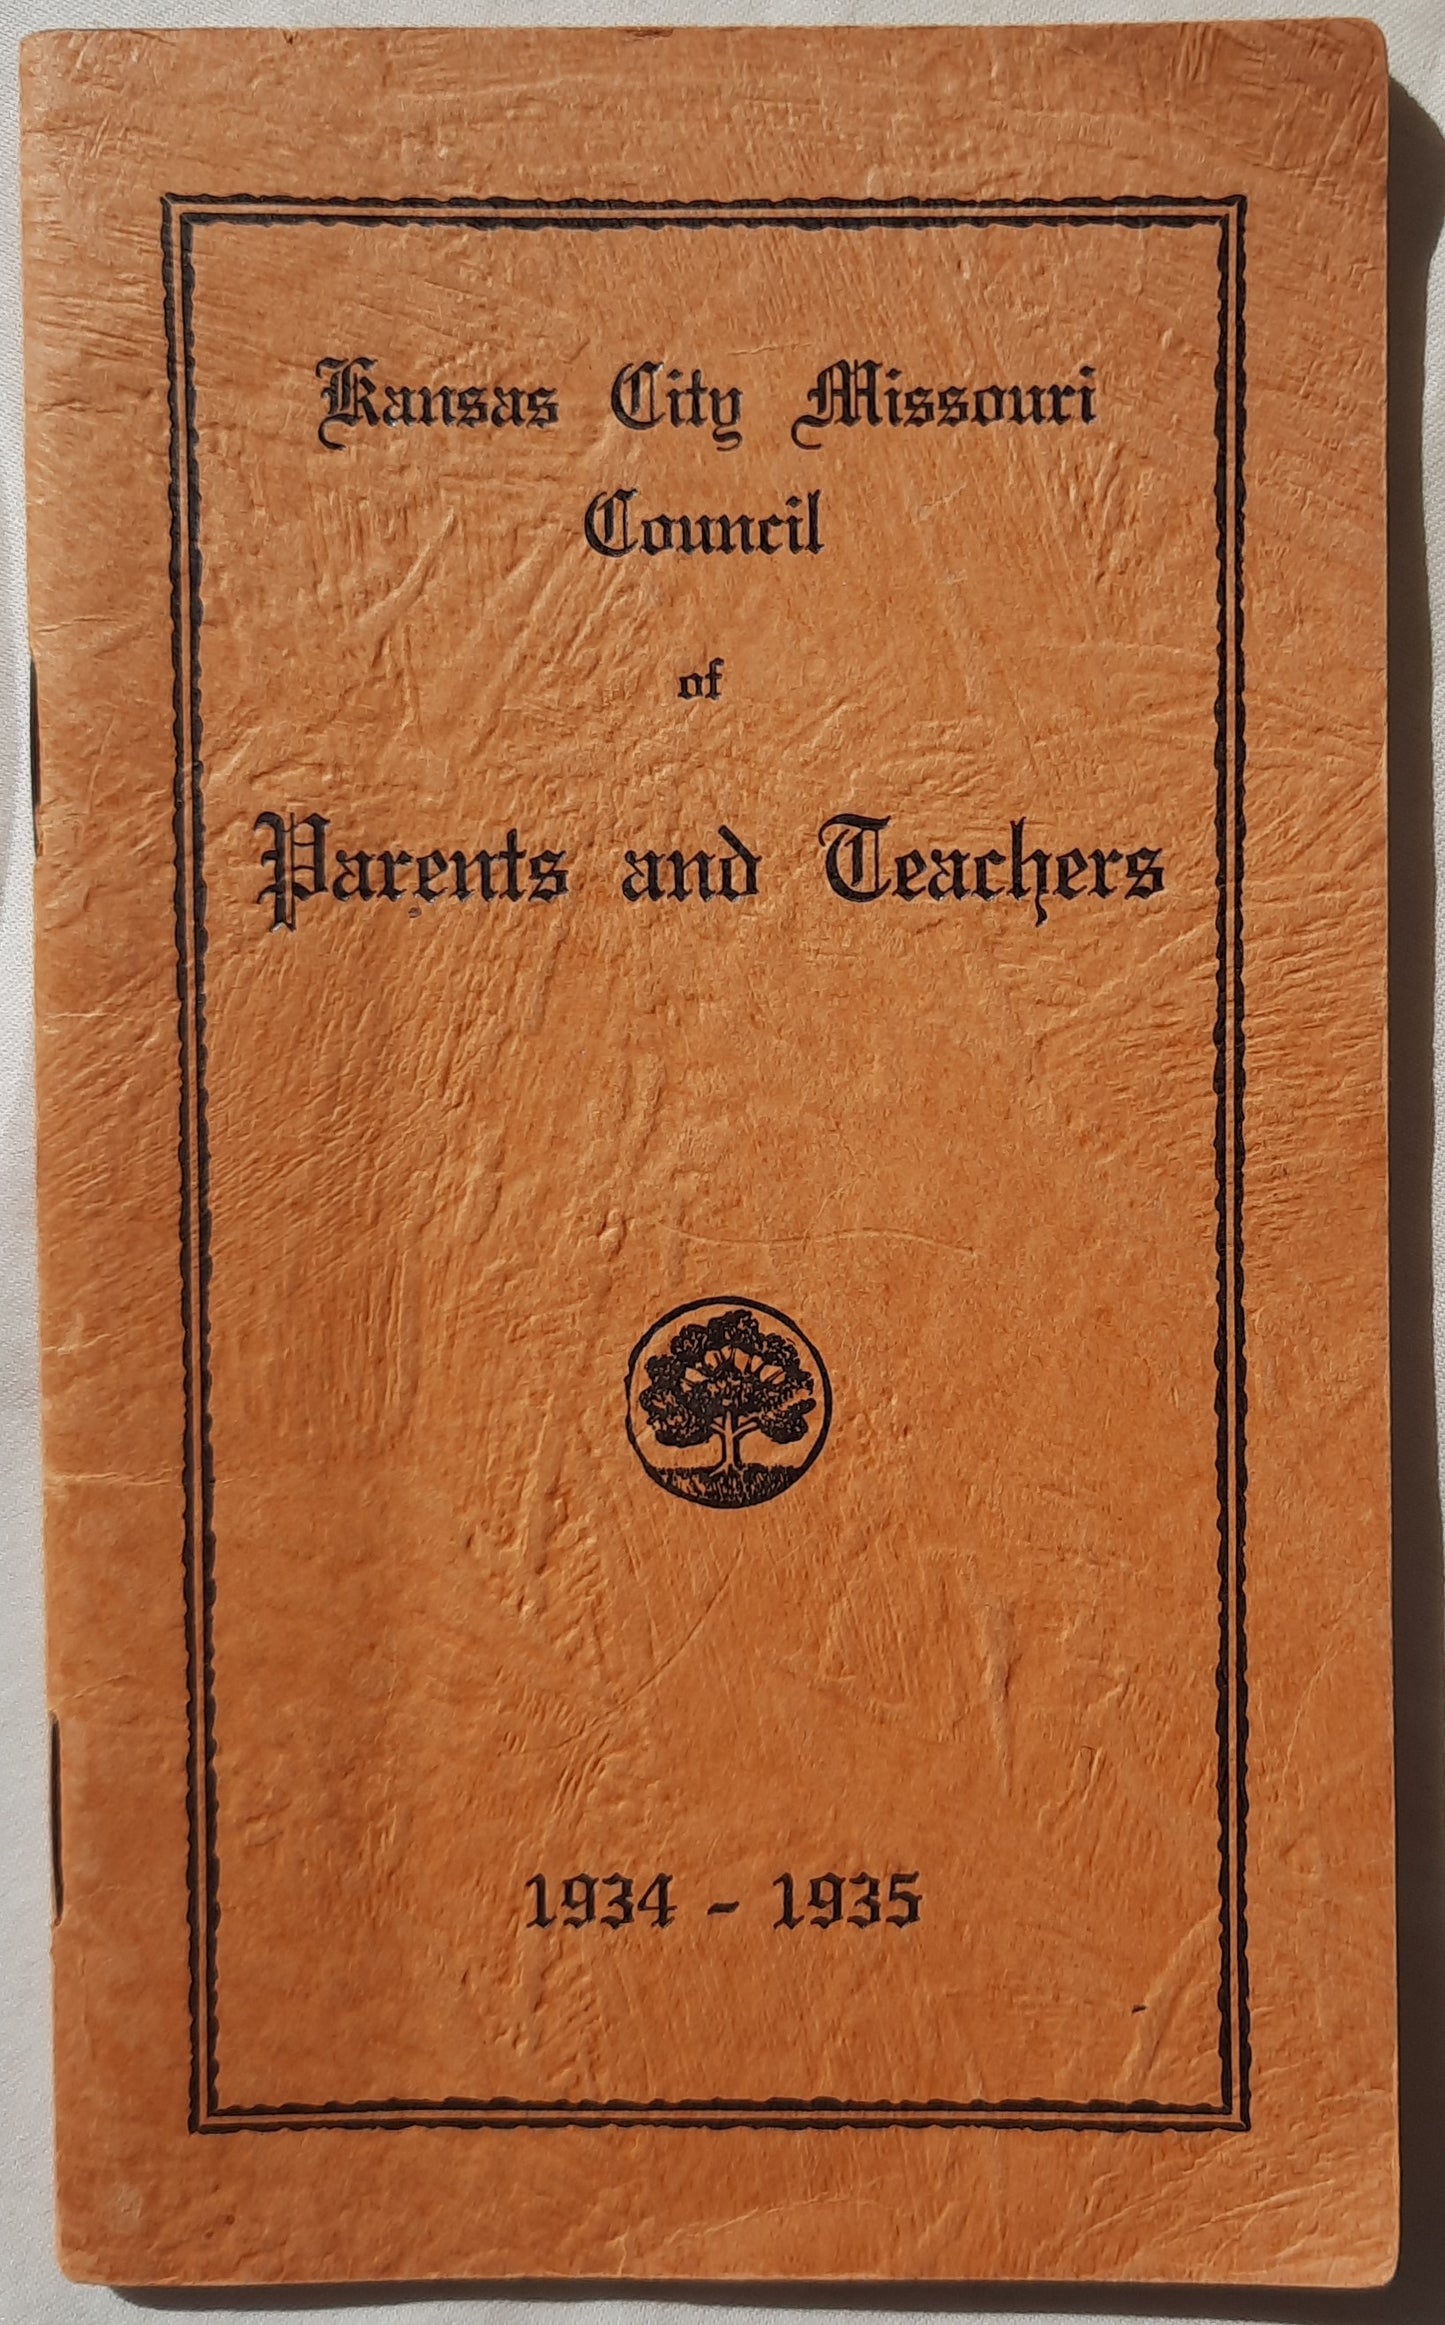 Kansas City Missouri
Council
of
Parents and Teachers
1934 - 1935